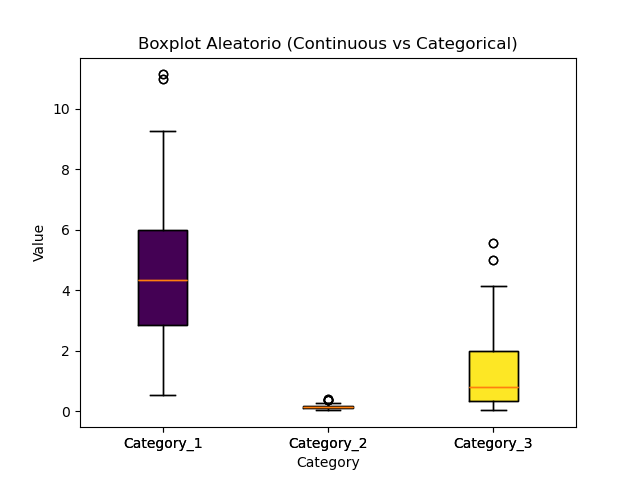 Boxplot Aleatorio (Continuous vs Categorical)
10
8
6
4
2
0
Value
Category_1
Category_2
Category_3
Category